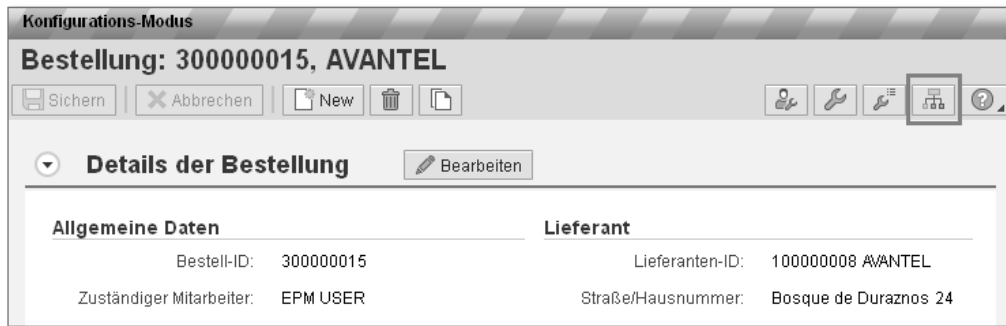 Konfigurations-Modus
Bestellung: 300000015, AVANTEL
Sichern Abbrechen New
Details der Bestellung Bearbeiten
Allgemeine Daten Lieferant
Bestell-ID: 300000015 Lieferanten-ID: 100000008 AVANTEL
Zuständiger Mitarbeiter: EPM USER Straße/Hausnummer: Bosque de Duraznos 24